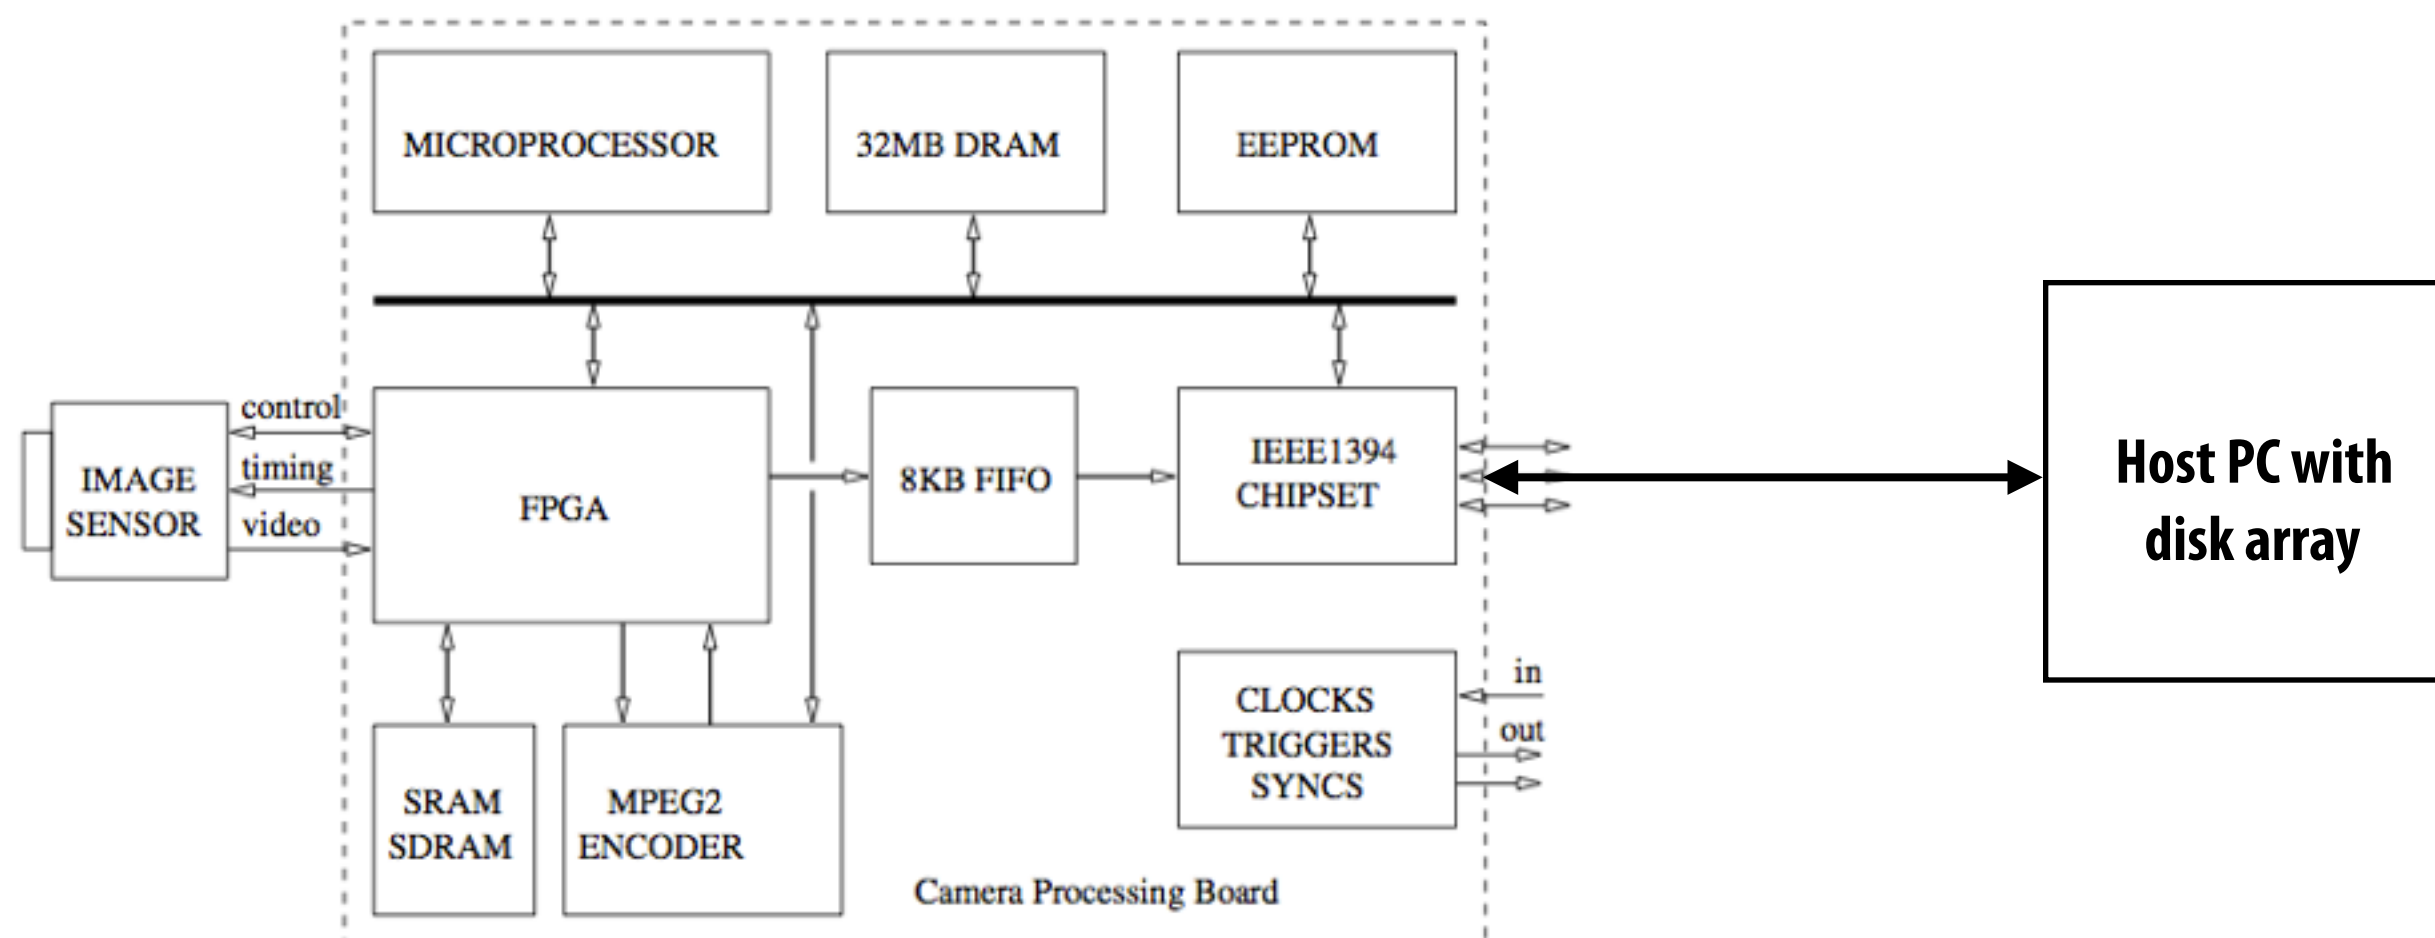 MICROPROCESSOR
32MB DRAM
EEPROM
control
timing
video
IMAGE
SENSOR
FPGA
8KB FIFO
IEEE1394
CHIPSET
Host PC with
disk array
SRAM
SDRAM
MPEG2
ENCODER
CLOCKS
TRIGGERS
SYNCS
in
out
Camera Processing Board